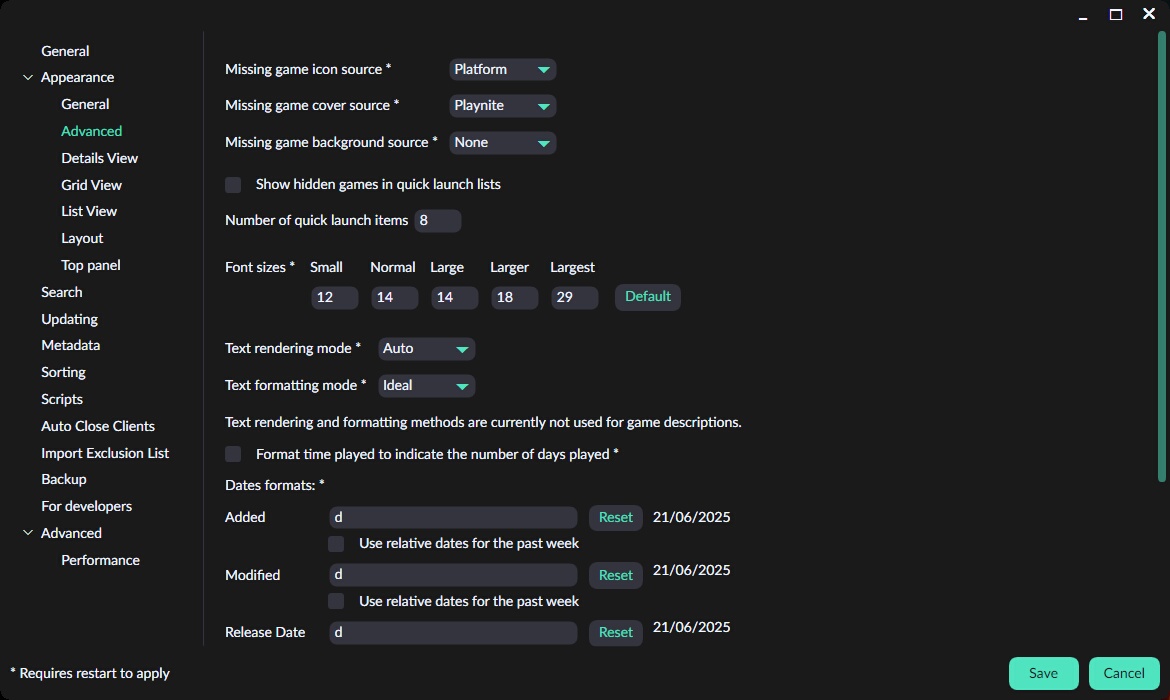 General
Appearance
General
Advanced
Details View
Grid View
List View
Layout
Top panel
Search
Updating
Metadata
Sorting
Scripts
Auto Close Clients
Import Exclusion List
Backup
For developers
Advanced
Performance
Missing game icon source * Platform
Missing game cover source * Playnite
Missing game background source * None
Show hidden games in quick launch lists
Number of quick launch items 8
Font sizes * Small Normal Large Larger Largest
12 14 14 18 29 Default
Text rendering mode * Auto
Text formatting mode * Ideal
Text rendering and formatting methods are currently not used for game descriptions.
Format time played to indicate the number of days played *
Dates formats: *
Added d Reset 21/06/2025
Use relative dates for the past week
Modified d Reset 21/06/2025
Use relative dates for the past week
Release Date d Reset 21/06/2025
* Requires restart to apply
Save Cancel